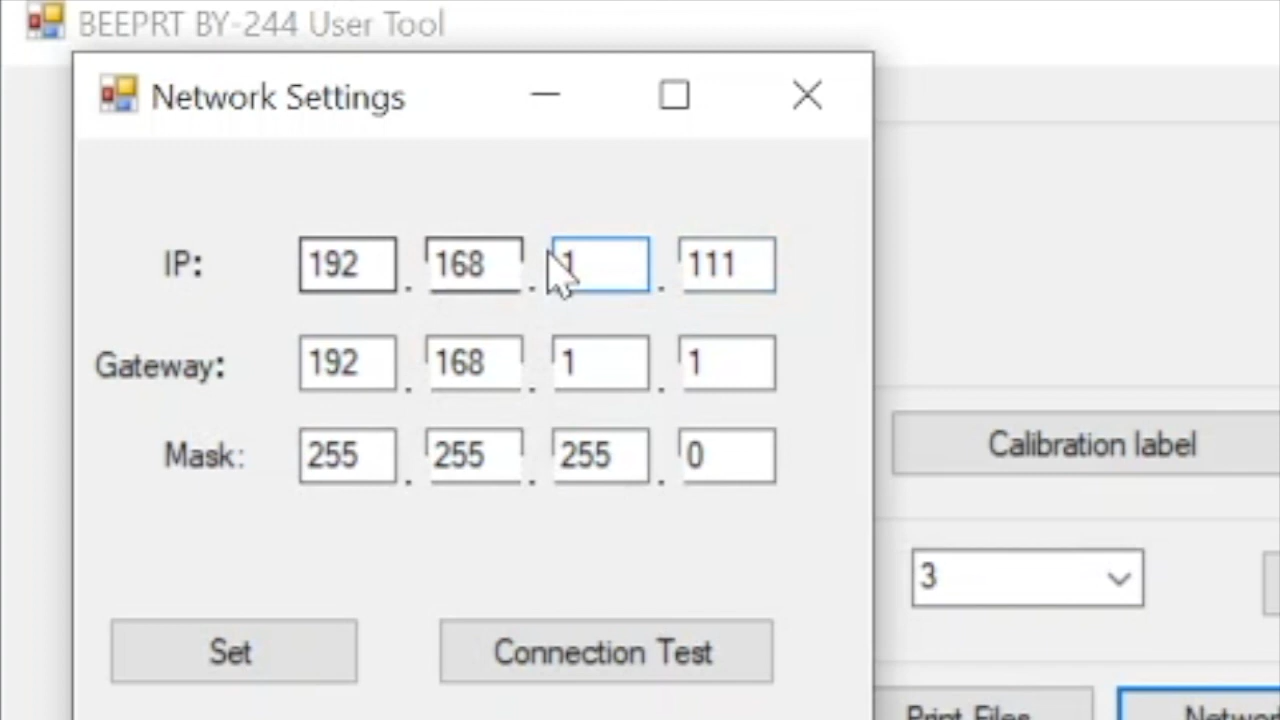 BEEPRT BY-244 User Tool
Network Settings
IP: 192 . 168 . 1 . 111
Gateway: 192 . 168 . 1 . 1
Mask: 255 . 255 . 255 . 0
Calibration label
3
Set Connection Test
Print Files